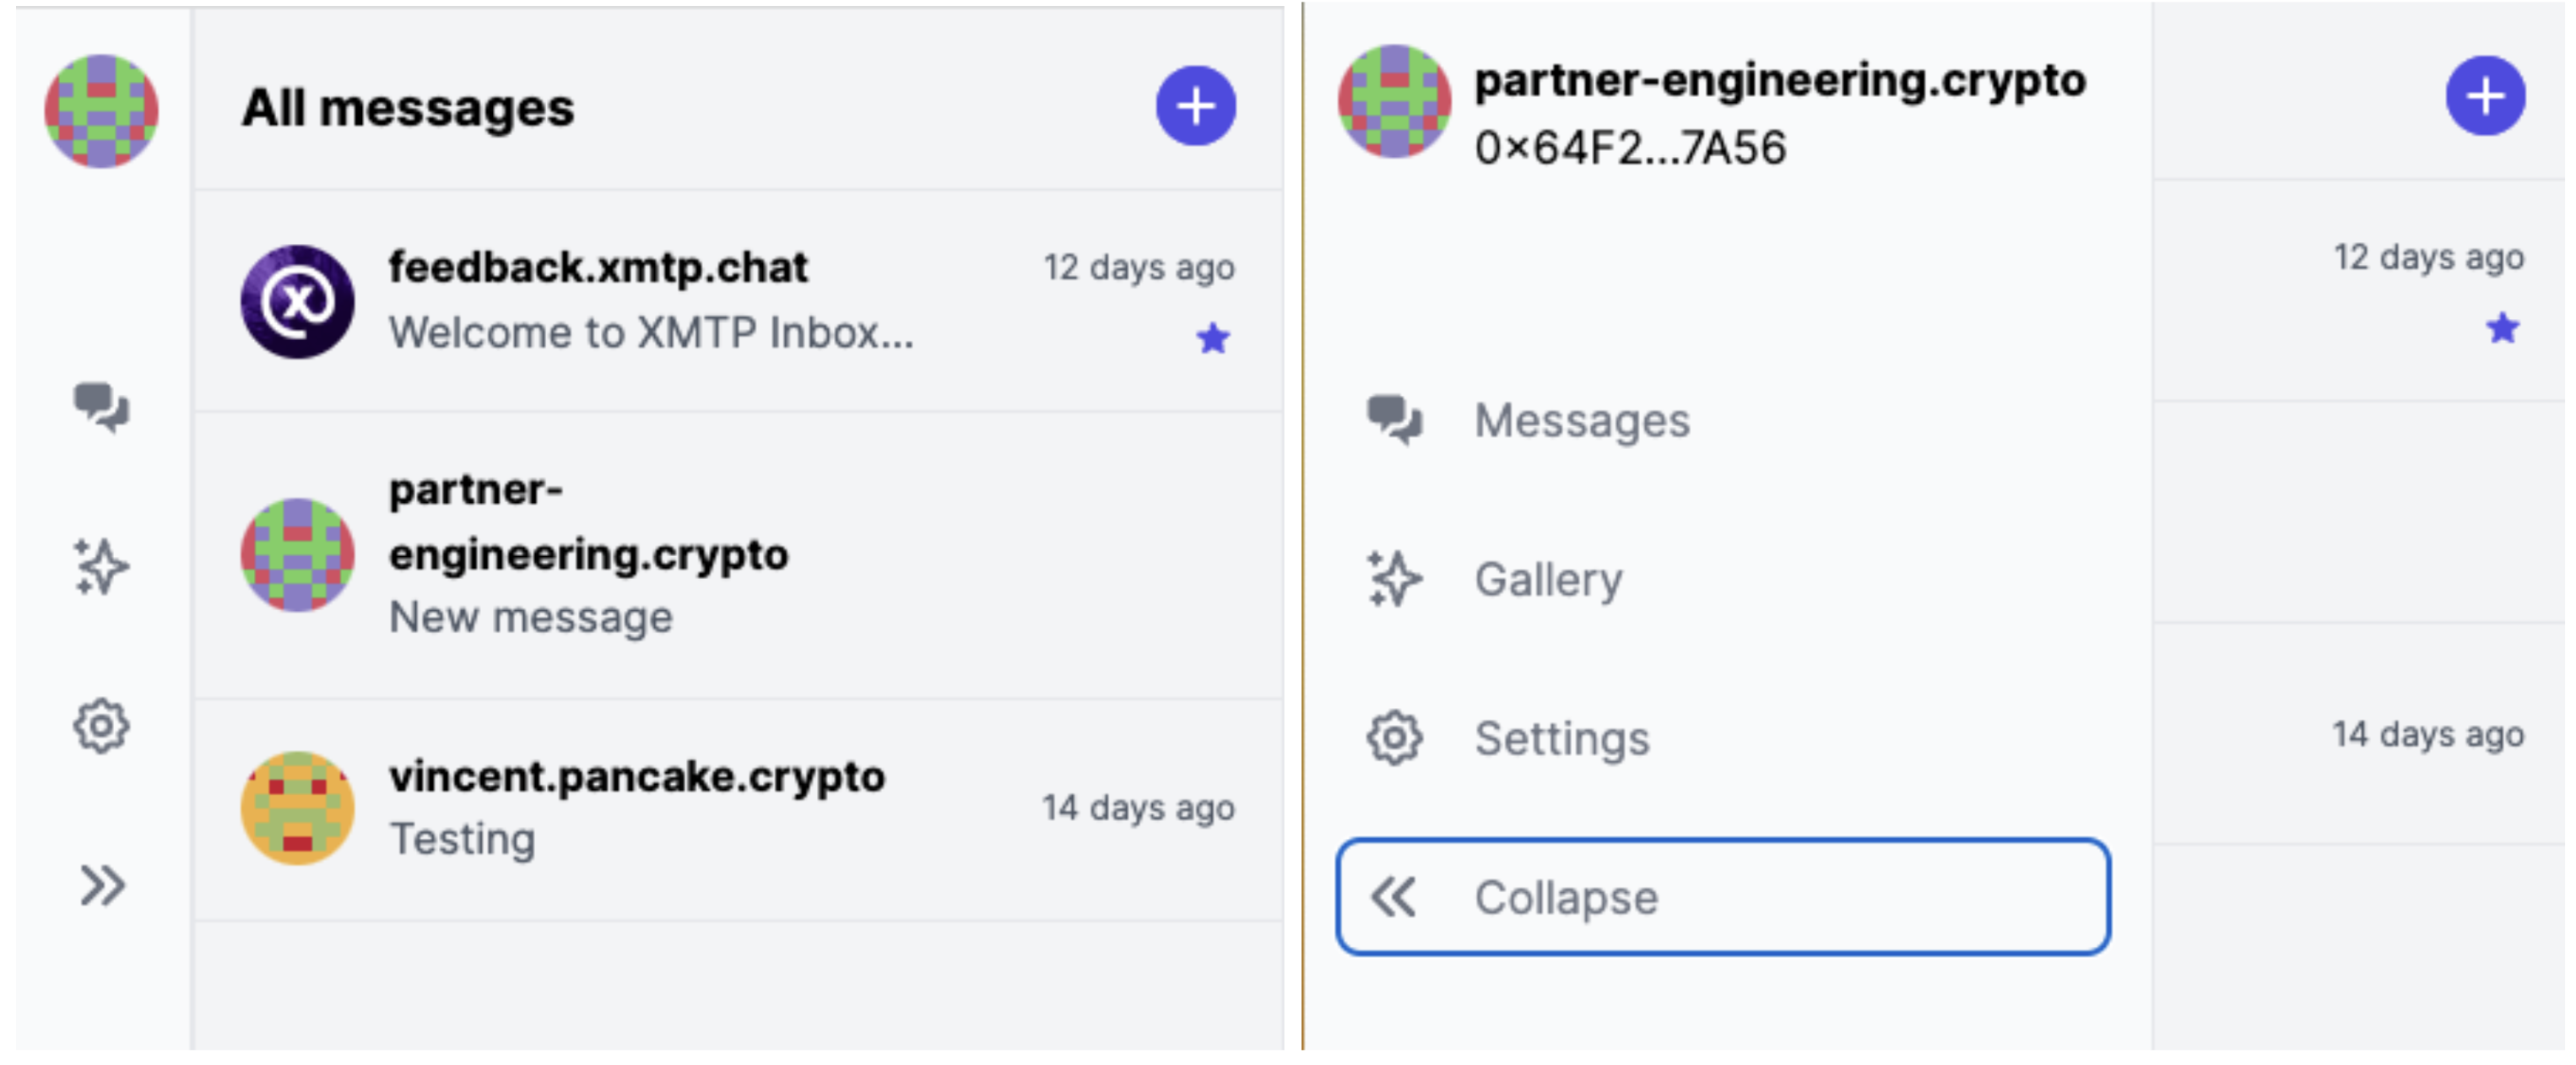 All messages
feedback.xmtp.chat
12 days ago
Welcome to XMTP Inbox...
partner-
engineering.crypto
New message
vincent.pancake.crypto
14 days ago
Testing
partner-engineering.crypto
0×64F2...7A56
12 days ago
Messages
Gallery
Settings
14 days ago
Collapse